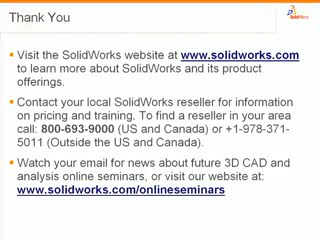 Thank You
SolidWorks
Visit the SolidWorks website at www.solidworks.com
to learn more about SolidWorks and its product
offerings.
Contact your local SolidWorks reseller for information
on pricing and training. To find a reseller in your area
call: 800-693-9000 (US and Canada) or +1-978-371-
5011 (Outside the US and Canada).
Watch your email for news about future 3D CAD and
analysis online seminars, or visit our website at:
www.solidworks.com/onlineseminars